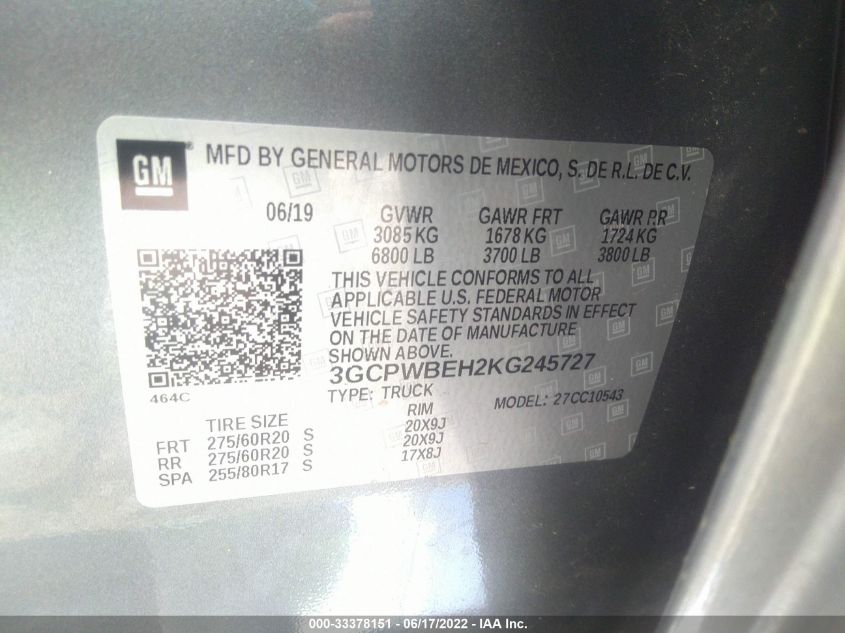 GM
MFD BY GENERAL MOTORS DE MEXICO, S. DE R.L. DE C.V.
06/19 GVWR GAWR FRT GAWR RR
3085 KG 1678 KG 1724 KG
6800 LB 3700 LB 3800 LB
THIS VEHICLE CONFORMS TO ALL
APPLICABLE U.S. FEDERAL MOTOR
VEHICLE SAFETY STANDARDS IN EFFECT
ON THE DATE OF MANUFACTURE
SHOWN ABOVE.
3GCPWBEH2KG245727
464C
TYPE: TRUCK MODEL: 27CC10543
TIRE SIZE RIM
FRT 275/60R20 S 20X9J
RR 275/60R20 S 20X9J
SPA 255/80R17 S 17X8J
000-33378151 - 06/17/2022 - IAA Inc.